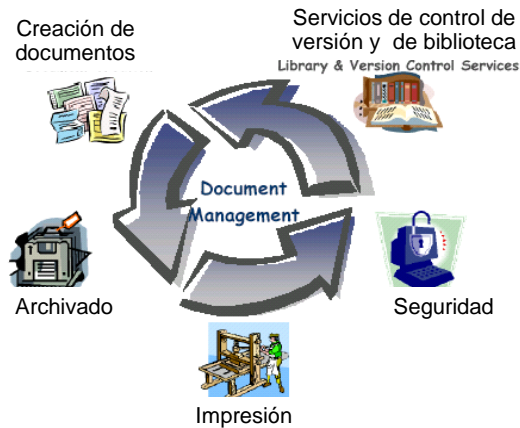 Creación de
documentos
Servicios de control de
versión y  de biblioteca
Library & Version Control Services
Document
Management
Archivado
Seguridad
Impresión